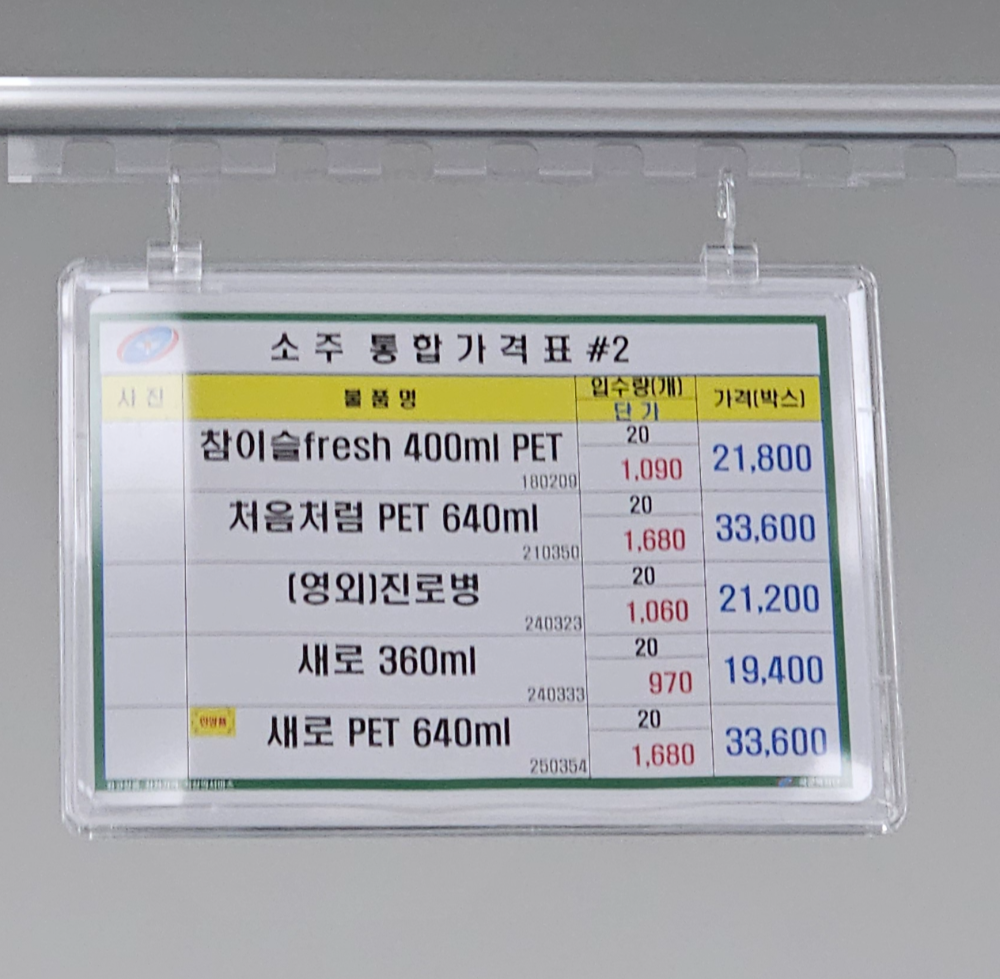 소주 통합가격표 #2
사진 물품명 입수량(개) 가격(박스)
단가
참이슬fresh 400ml PET 20 21,800
180209 1,090
처음처럼 PET 640ml 20 33,600
210350 1,680
(영외)진로병 20 21,200
240323 1,060
새로 360ml 20 19,400
240333 970
새로 PET 640ml 20 33,600
250354 1,680